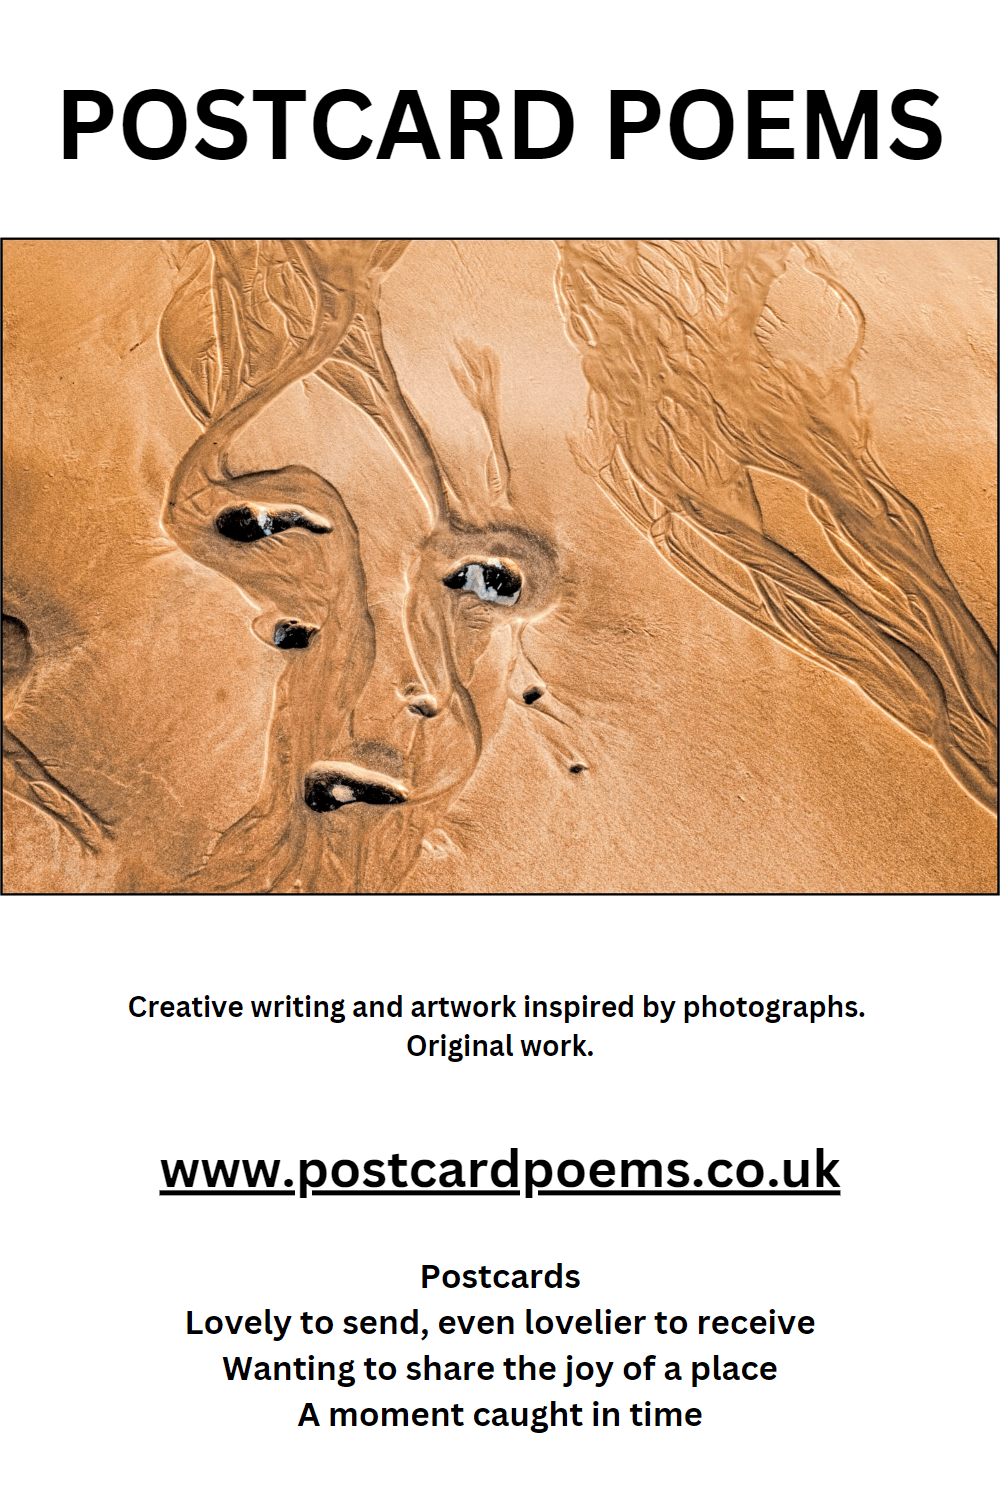 POSTCARD POEMS
Creative writing and artwork inspired by photographs.
Original work.
www.postcardpoems.co.uk
Postcards
Lovely to send, even lovelier to receive
Wanting to share the joy of a place
A moment caught in time